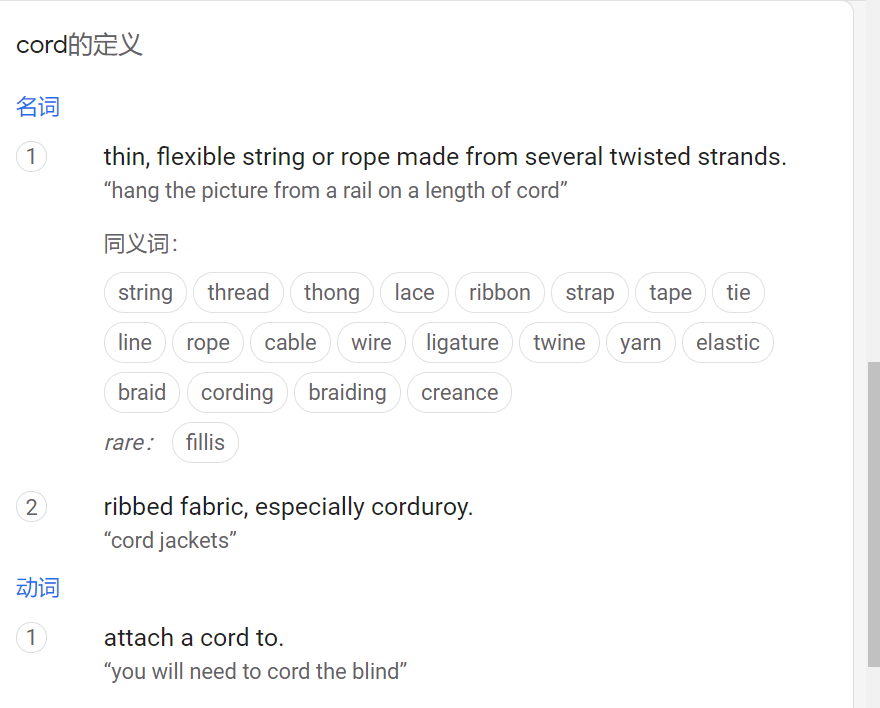 cord的定义
名词
1 thin, flexible string or rope made from several twisted strands.
“hang the picture from a rail on a length of cord”
同义词：
string thread thong lace ribbon strap tape tie
line rope cable wire ligature twine yarn elastic
braid cording braiding creance
rare： fillis
2 ribbed fabric, especially corduroy.
“cord jackets”
动词
1 attach a cord to.
“you will need to cord the blind”